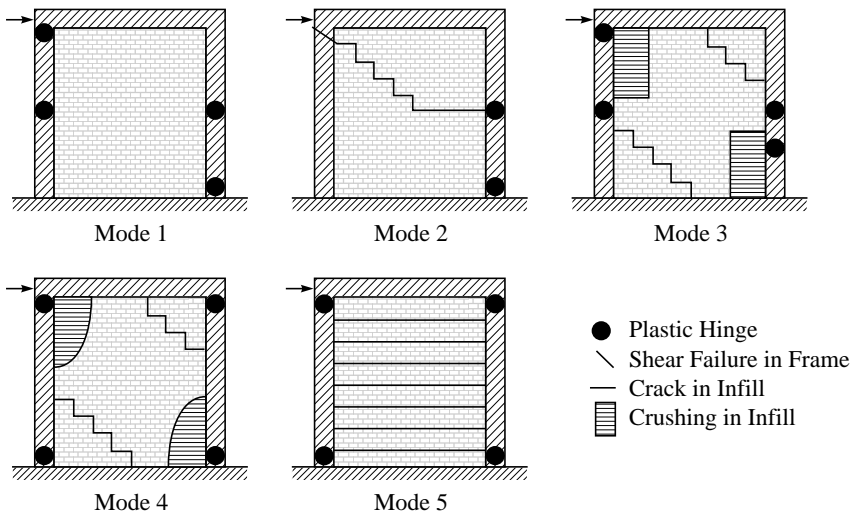 Mode 1
Mode 2
Mode 3
Mode 4
Mode 5
Plastic Hinge
Shear Failure in Frame
Crack in Infill
Crushing in Infill